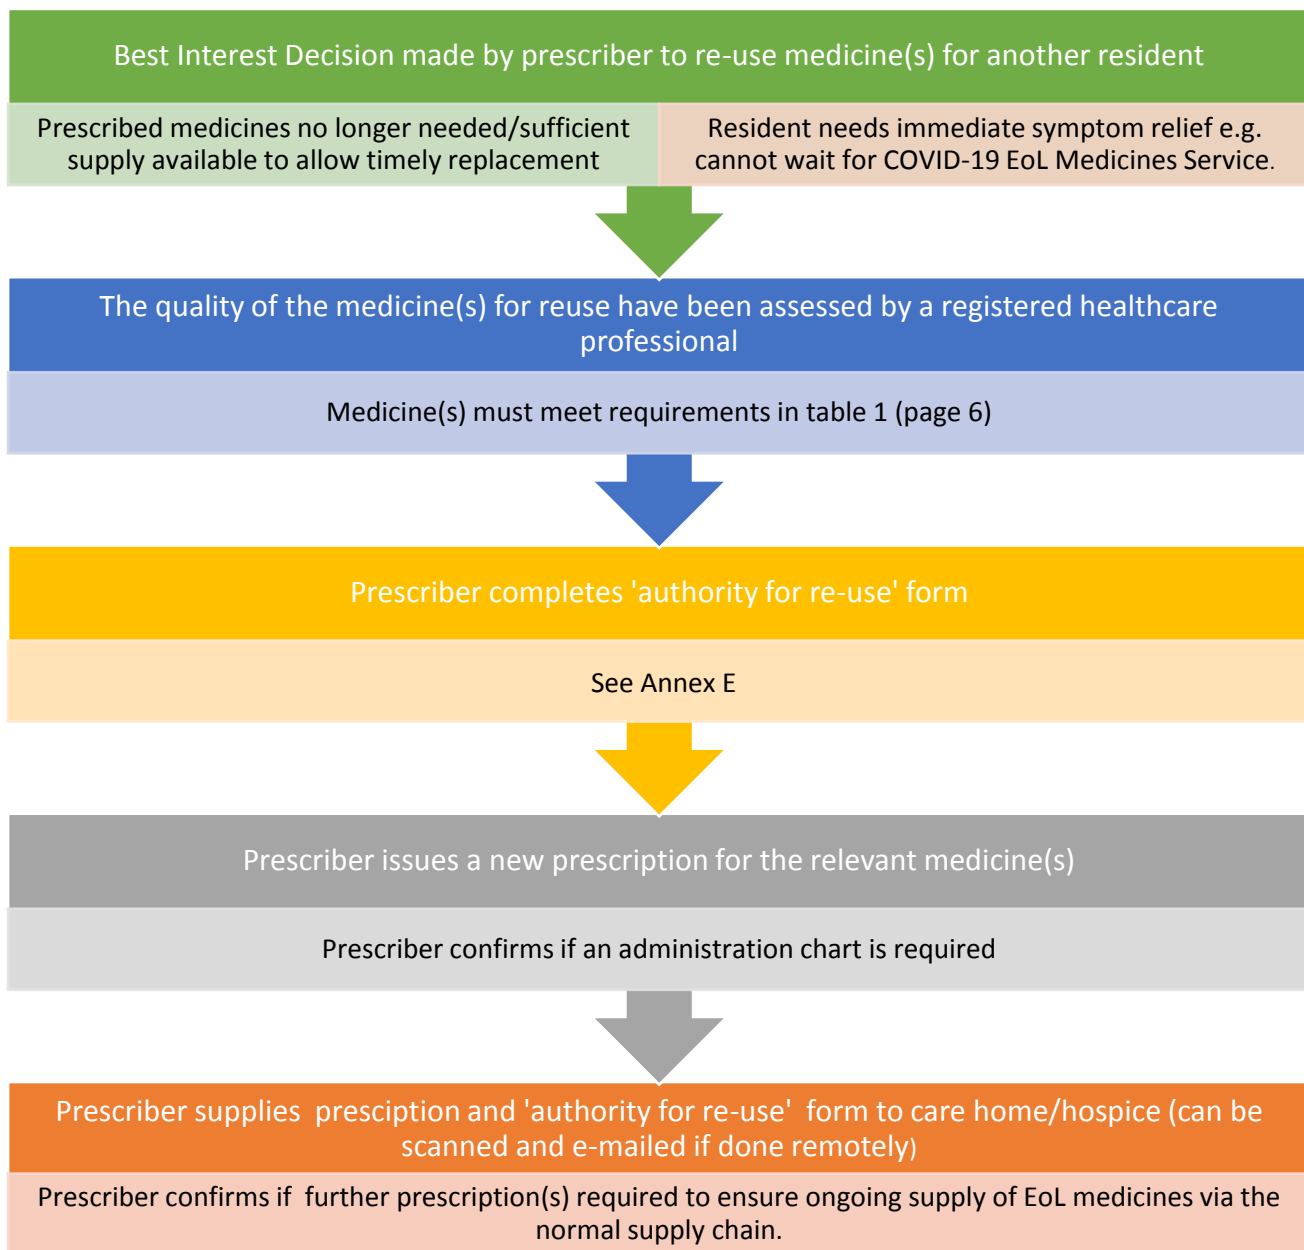 Best Interest Decision made by prescriber to re-use medicine(s) for another resident
Prescribed medicines no longer needed/sufficient
supply available to allow timely replacement
Resident needs immediate symptom relief e.g.
cannot wait for COVID-19 EoL Medicines Service.
The quality of the medicine(s) for reuse have been assessed by a registered healthcare
professional
Medicine(s) must meet requirements in table 1 (page 6)
Prescriber completes 'authority for re-use' form
See Annex E
Prescriber issues a new prescription for the relevant medicine(s)
Prescriber confirms if an administration chart is required
Prescriber supplies presciption and 'authority for re-use' form to care home/hospice (can be
scanned and e-mailed if done remotely)
Prescriber confirms if further prescription(s) required to ensure ongoing supply of EoL medicines via the
normal supply chain.